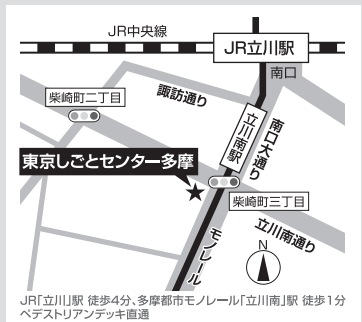 JR中央線
JR立川駅
南口
柴崎町二丁目
諏訪通り
立川南駅
南口大通り
東京しごとセンター多摩
柴崎町三丁目
立川南通り
モノレール
N
JR「立川」駅 徒歩4分、多摩都市モノレール「立川南」駅 徒歩1分
ペデストリアンデッキ直通